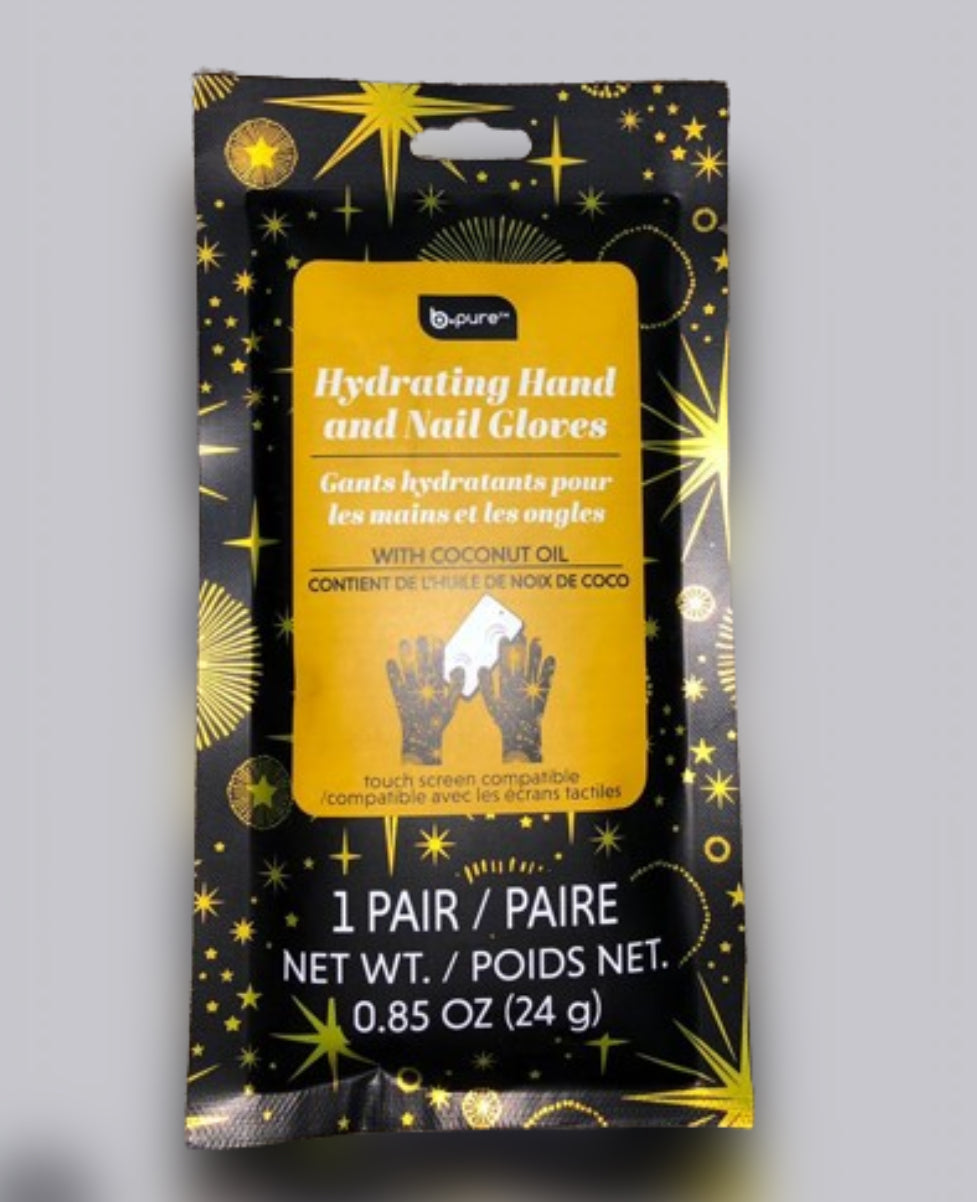 b.pure™
Hydrating Hand
and Nail Gloves
Gants hydratants pour
les mains et les ongles
WITH COCONUT OIL
CONTIENT DE L'HUILE DE NOIX DE COCO
touch screen compatible
/compatible avec les écrans tactiles
1 PAIR / PAIRE
NET WT. / POIDS NET.
0.85 OZ (24 g)